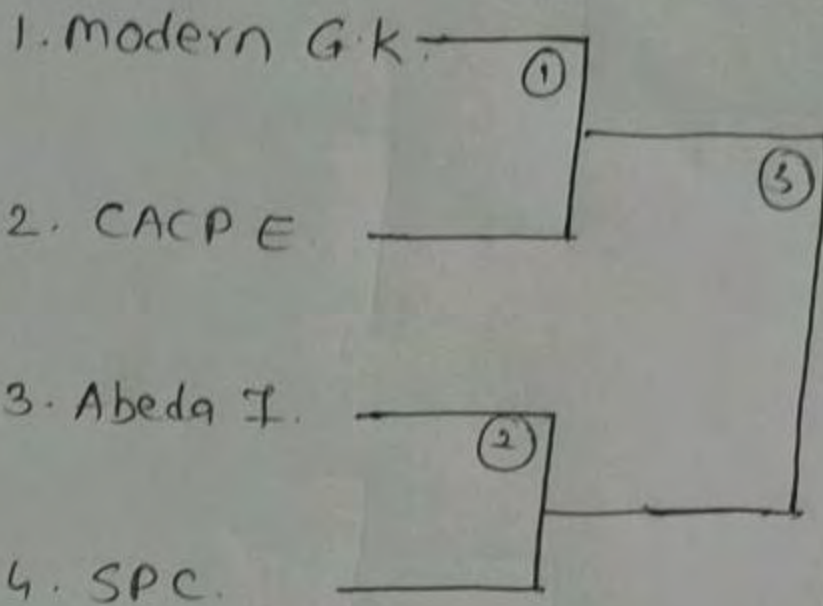 1. Modern G.K.
①
③
2. CACPE.
3. Abeda I.
②
4. SPC.